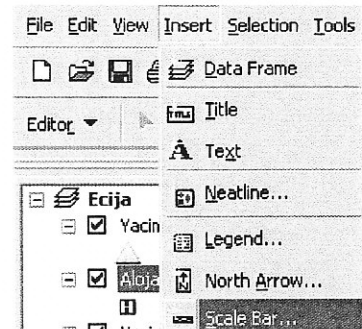 File Edit View Insert Selection Tools
Data Frame
Title
Editor
Text
Neatline...
Ecija
Legend...
North Arrow...
Scale Bar...